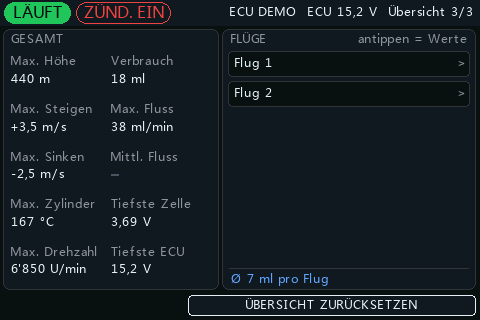 LÄUFT ZÜND. EIN ECU DEMO ECU 15,2 V Übersicht 3/3
GESAMT
Max. Höhe Verbrauch
440 m 18 ml
Max. Steigen Max. Fluss
+3,5 m/s 38 ml/min
Max. Sinken Mittl. Fluss
-2,5 m/s —
Max. Zylinder Tiefste Zelle
167 °C 3,69 V
Max. Drehzahl Tiefste ECU
6'850 U/min 15,2 V
FLÜGE antippen = Werte
Flug 1 >
Flug 2 >
Ø 7 ml pro Flug
ÜBERSICHT ZURÜCKSETZEN